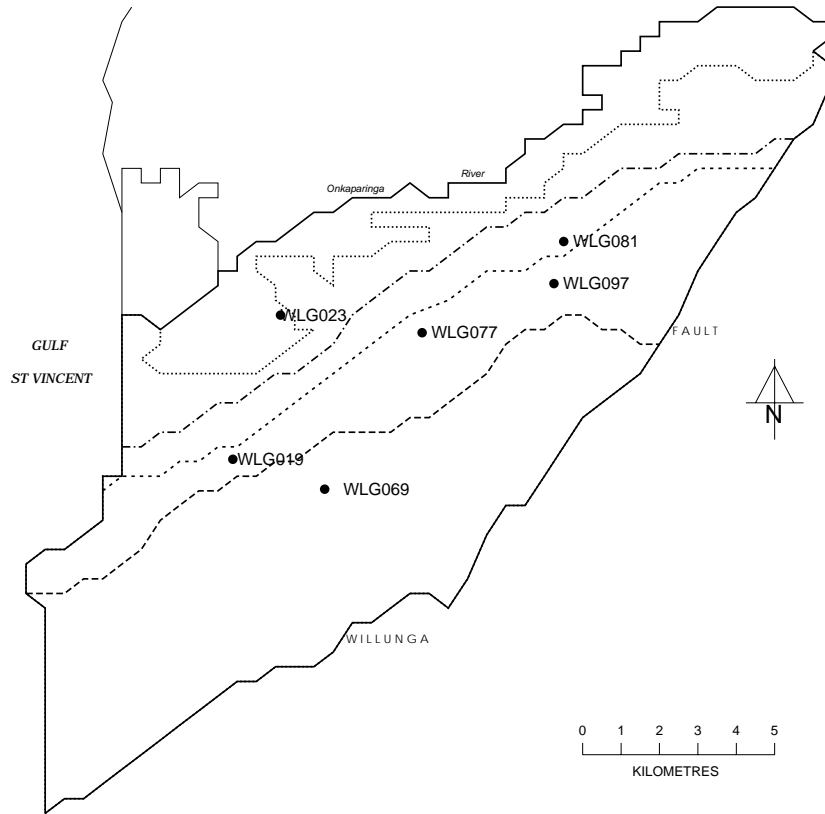 River
Onkaparinga
WLG081
WLG097
WLG023
WLG077
FAULT
GULF
ST VINCENT
N
WLG019
WLG069
WILLUNGA
0 1 2 3 4 5
KILOMETRES